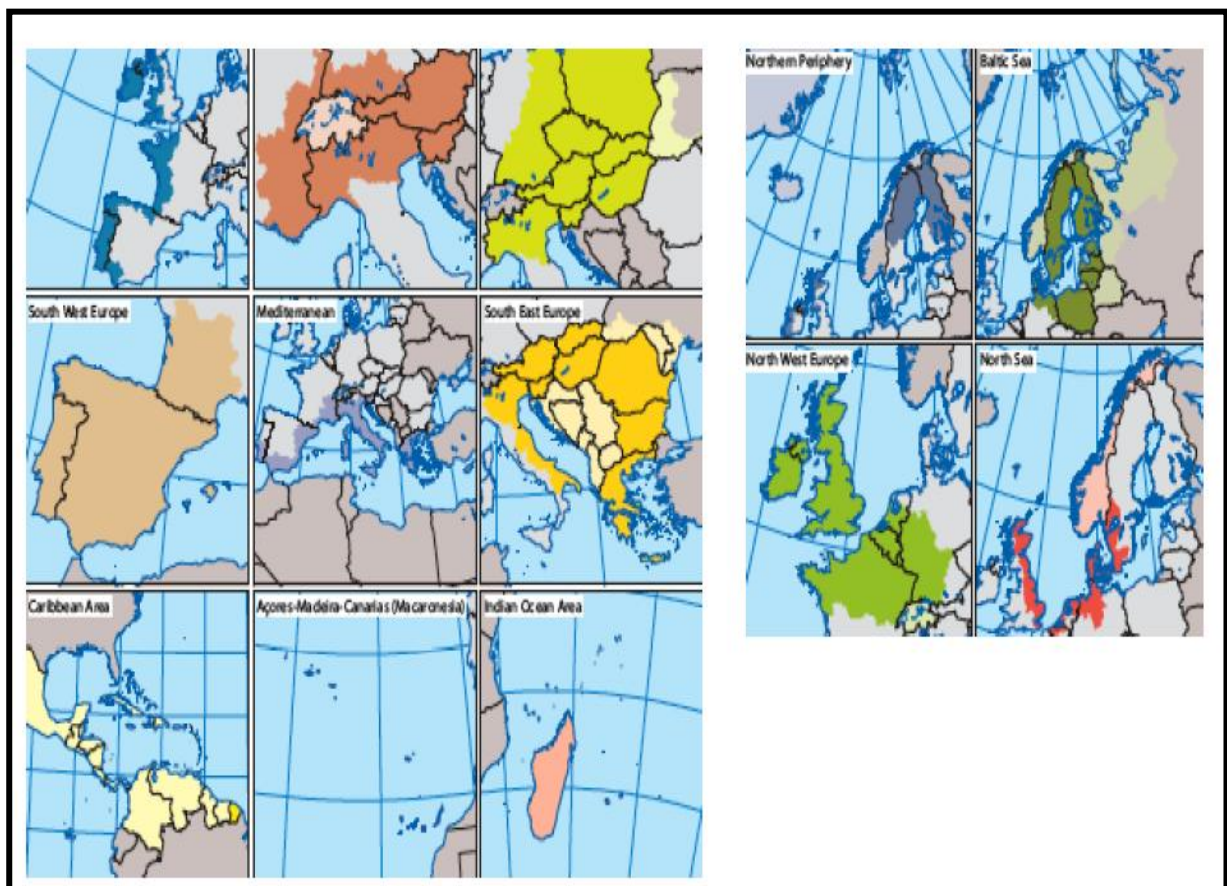 Northern Periphery
Baltic Sea
South West Europe
Mediterranean
South East Europe
North West Europe
North Sea
Caribbean Area
Açores-Madeira- Canarias (Macaronesia)
Indian Ocean Area